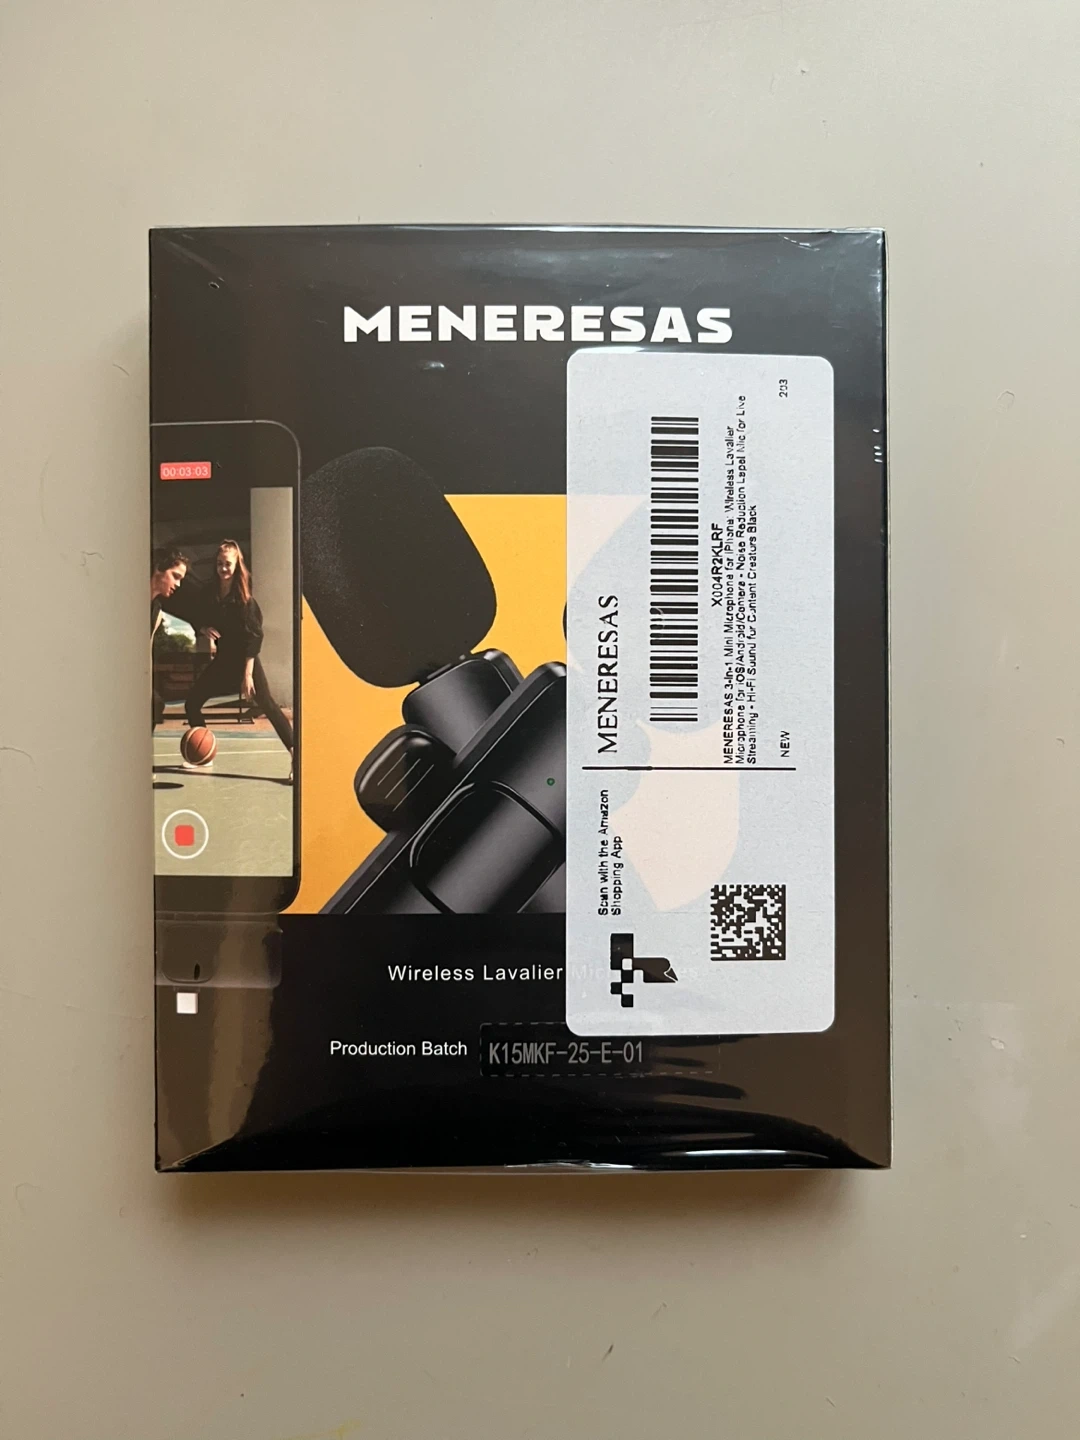 MENERESAS
00:03:03
Wireless Lavalier
Production Batch
K15MKF-25-E-01
MENERESAS
X004R2KLRF
MENERESAS 3-in-1 Mini Microphone for iPhone: Wireless Lavalier
Microphone for iOS/Android/Camera - Noise Reduction Lapel Mic for Live
Streaming - Hi-Fi Sound for Content Creators Black
NEW
203
Scan with the Amazon
Shopping App